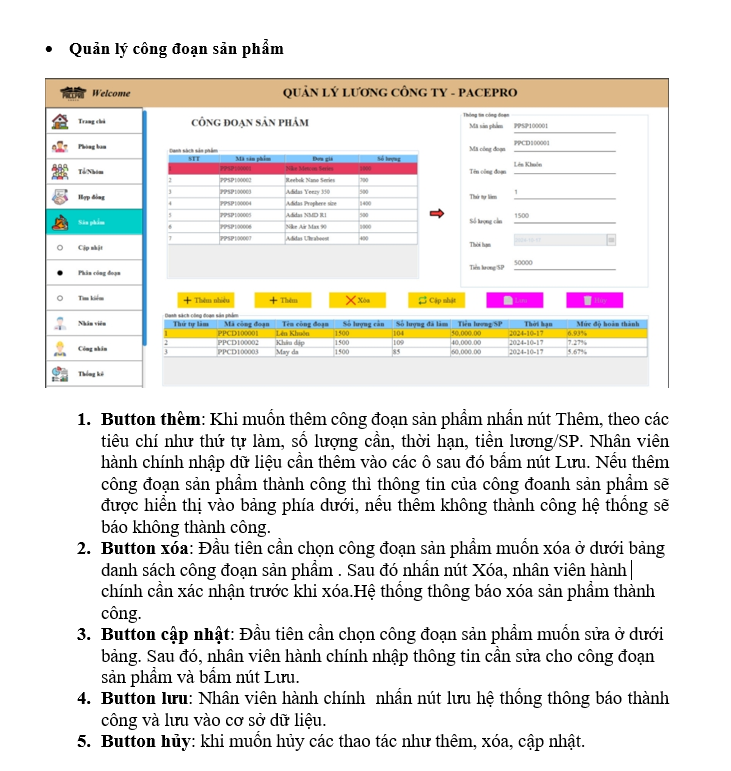 • Quản lý công đoạn sản phẩm
Welcome
QUẢN LÝ LƯƠNG CÔNG TY - PACEPRO
Trang chủ
Phòng ban
Tổ/Nhóm
Hợp đồng
Sản phẩm
Cập nhật
Phân công đoạn
Tìm kiếm
Nhân viên
Công nhân
Thống kê
CÔNG ĐOẠN SẢN PHẨM
Danh sách sản phẩm
STT Mã sản phẩm Đơn giá Số lượng
2 PPSP100002 Reebok Nano Series 700
3 PPSP100003 Adidas Yeezy 350 500
4 PPSP100004 Adidas Prophere size 1400
5 PPSP100005 Adidas NMD R1 300
6 PPSP100006 Nike Air Max 90 1000
7 PPSP100007 Adidas Ultraboost 400
Thông tin công đoạn
Mã sản phẩm PPSP100001
Mã công đoạn PPCD100001
Tên công đoạn Lên Khuôn
Thứ tự làm 1
Số lượng cần 1500
Thời hạn
Tiền lương/SP 50000
Thêm nhiều Thêm Xóa Cập nhật Lưu Hủy
Danh sách công đoạn sản phẩm
Thứ tự làm Mã công đoạn Tên công đoạn Số lượng cần Số lượng đã làm Tiền lương/SP Thời hạn Mức độ hoàn thành
1 PPCD100001 Lên Khuôn 1500 104 50,000.00 2024-10-17 6.93%
2 PPCD100002 Khâu dập 1500 109 40,000.00 2024-10-17 7.27%
3 PPCD100003 May da 1500 85 60,000.00 2024-10-17 5.67%
1. Button thêm: Khi muốn thêm công đoạn sản phẩm nhấn nút Thêm, theo các
tiêu chí như thứ tự làm, số lượng cần, thời hạn, tiền lương/SP. Nhân viên
hành chính nhập dữ liệu cần thêm vào các ô sau đó bấm nút Lưu. Nếu thêm
công đoạn sản phẩm thành công thì thông tin của công đoanh sản phẩm sẽ
được hiển thị vào bảng phía dưới, nếu thêm không thành công hệ thống sẽ
báo không thành công.
2. Button xóa: Đầu tiên cần chọn công đoạn sản phẩm muốn xóa ở dưới bảng
danh sách công đoạn sản phẩm . Sau đó nhấn nút Xóa, nhân viên hành
chính cần xác nhận trước khi xóa.Hệ thống thông báo xóa sản phẩm thành
công.
3. Button cập nhật: Đầu tiên cần chọn công đoạn sản phẩm muốn sửa ở dưới
bảng. Sau đó, nhân viên hành chính nhập thông tin cần sửa cho công đoạn
sản phẩm và bấm nút Lưu.
4. Button lưu: Nhân viên hành chính nhấn nút lưu hệ thống thông báo thành
công và lưu vào cơ sở dữ liệu.
5. Button hủy: khi muốn hủy các thao tác như thêm, xóa, cập nhật.